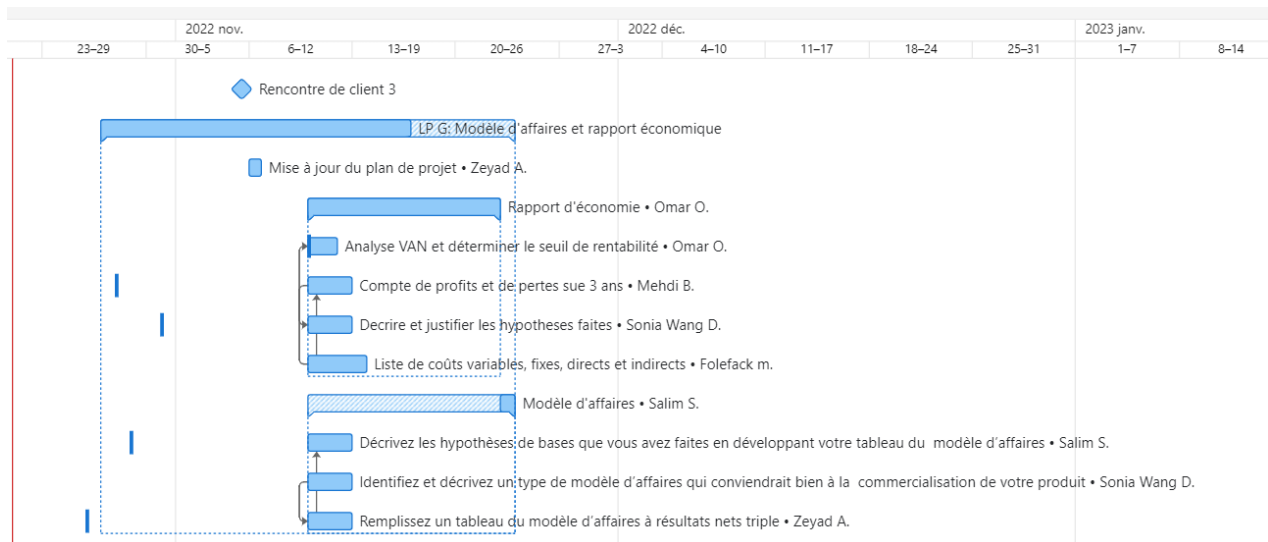 2022 nov. 2022 déc. 2023 janv.
23–29 30–5 6–12 13–19 20–26 27–3 4–10 11–17 18–24 25–31 1–7 8–14
Rencontre de client 3
LP G: Modèle d'affaires et rapport économique
Mise à jour du plan de projet • Zeyad A.
Rapport d'économie • Omar O.
Analyse VAN et déterminer le seuil de rentabilité • Omar O.
Compte de profits et de pertes sue 3 ans • Mehdi B.
Decrire et justifier les hypotheses faites • Sonia Wang D.
Liste de coûts variables, fixes, directs et indirects • Folefack m.
Modèle d'affaires • Salim S.
Décrivez les hypothèses de bases que vous avez faites en développant votre tableau du modèle d’affaires • Salim S.
Identifiez et décrivez un type de modèle d’affaires qui conviendrait bien à la commercialisation de votre produit • Sonia Wang D.
Remplissez un tableau du modèle d’affaires à résultats nets triple • Zeyad A.